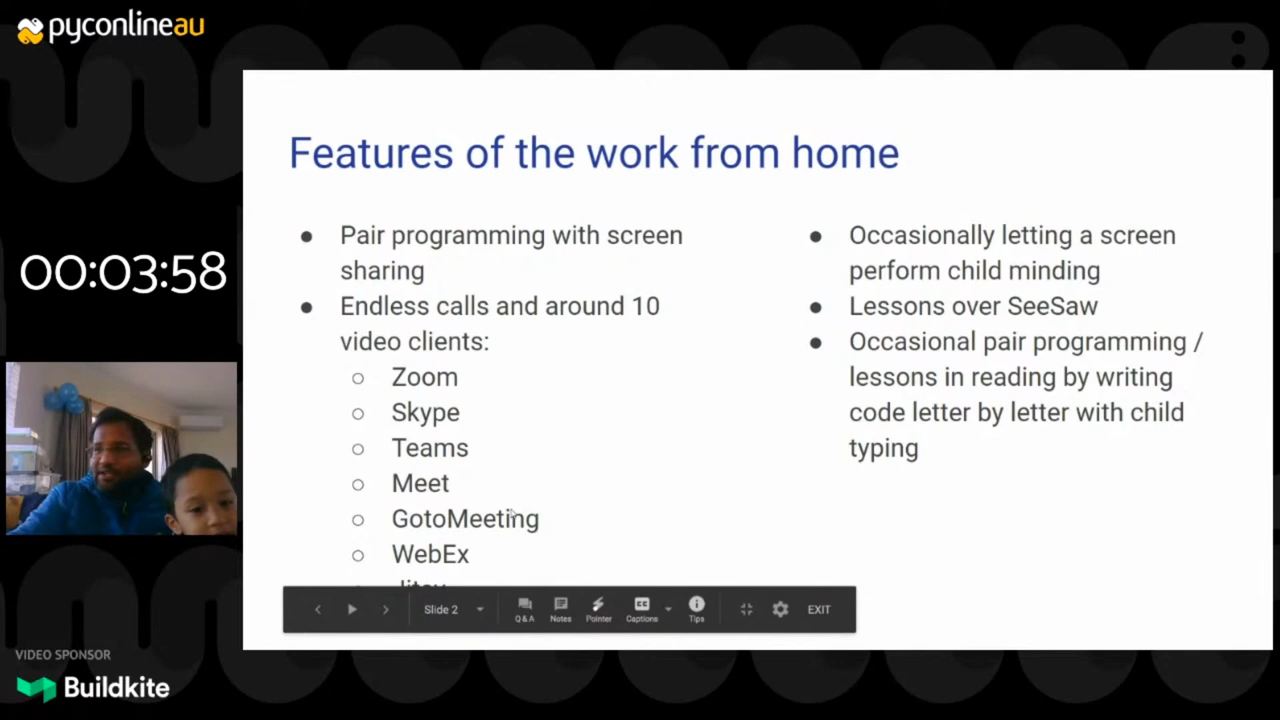 pyconlineau
Features of the work from home
00:03:58
● Pair programming with screen
sharing
● Endless calls and around 10
video clients:
○ Zoom
○ Skype
○ Teams
○ Meet
○ GotoMeeting
○ WebEx
● Occasionally letting a screen
perform child minding
● Lessons over SeeSaw
● Occasional pair programming /
lessons in reading by writing
code letter by letter with child
typing
Slide 2
Q&A
Notes
Pointer
CC
Captions
Tips
EXIT
VIDEO SPONSOR
Buildkite